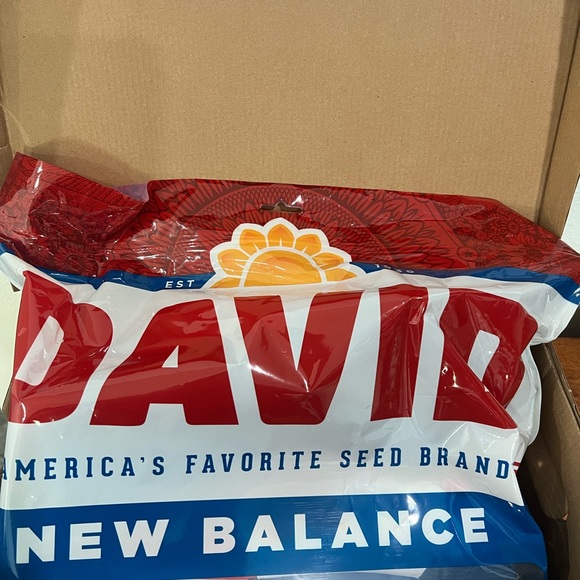 EST
DAVID
AMERICA'S FAVORITE SEED BRAND
NEW BALANCE